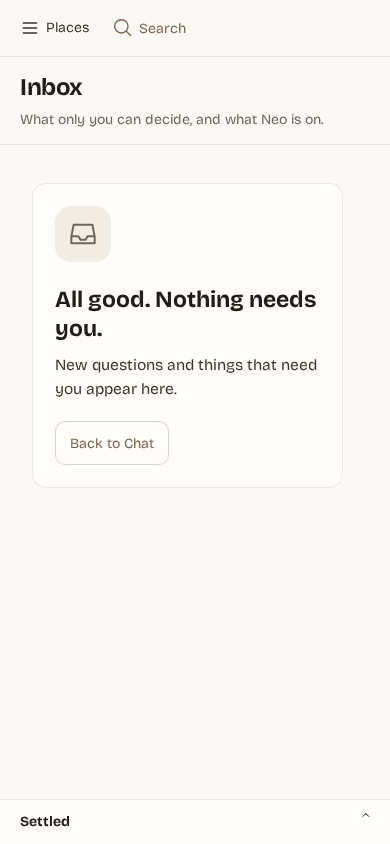 Places
Search
Inbox
What only you can decide, and what Neo is on.
All good. Nothing needs
you.
New questions and things that need
you appear here.
Back to Chat
Settled